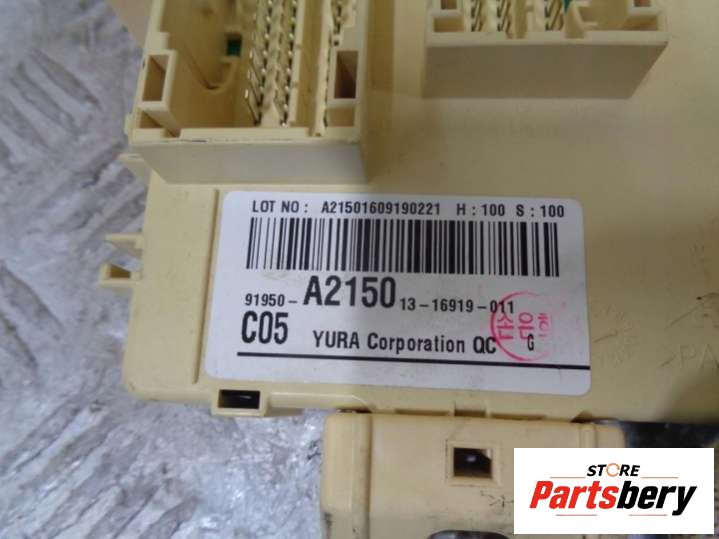 LOT NO : A21501609190221 H : 100 S : 100
91950-A2150 13-16919-011
C05 YURA Corporation QC G
STORE
Partsbery